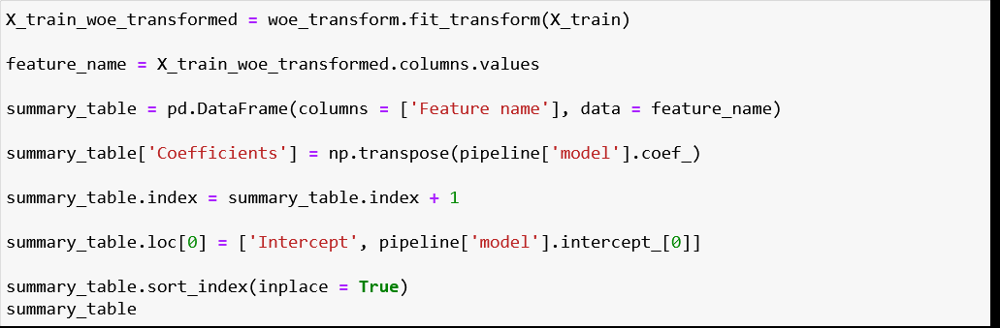 X_train_woe_transformed = woe_transform.fit_transform(X_train)
feature_name = X_train_woe_transformed.columns.values
summary_table = pd.DataFrame(columns = ['Feature name'], data = feature_name)
summary_table['Coefficients'] = np.transpose(pipeline['model'].coef_)
summary_table.index = summary_table.index + 1
summary_table.loc[0] = ['Intercept', pipeline['model'].intercept_[0]]
summary_table.sort_index(inplace = True)
summary_table